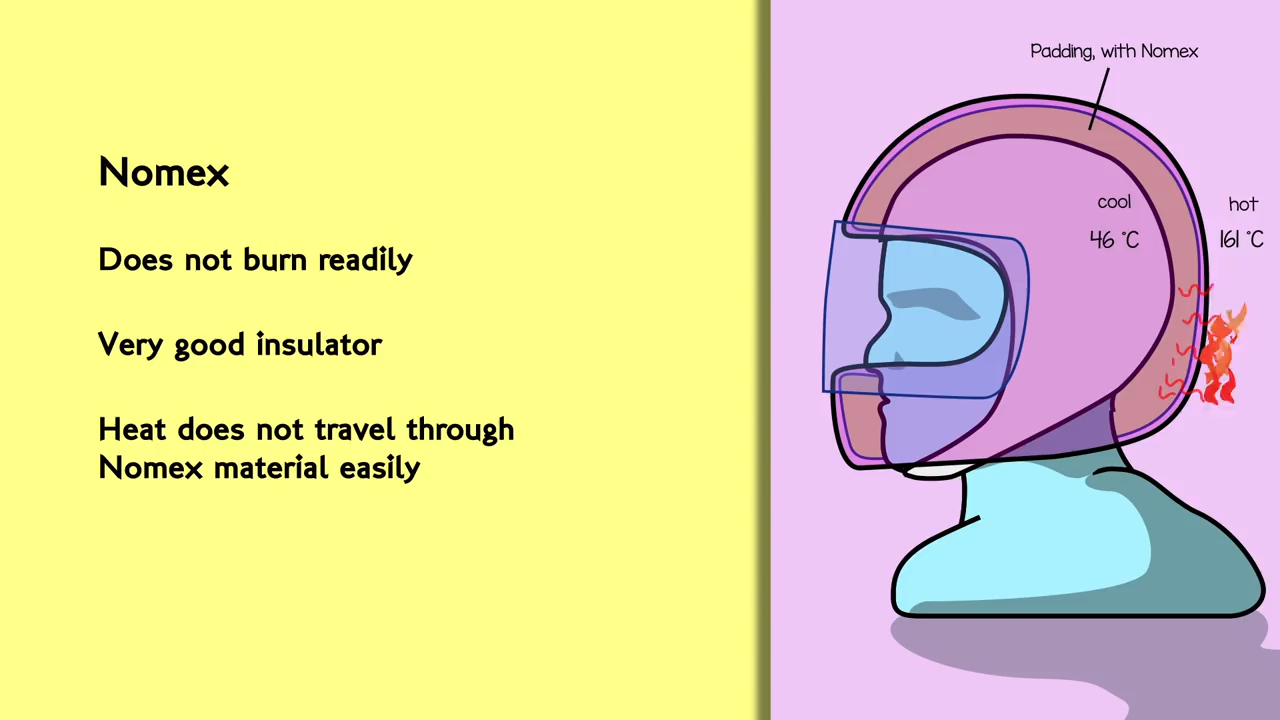 Nomex
Does not burn readily
Very good insulator
Heat does not travel through
Nomex material easily
Padding, with Nomex
cool
46 °C
hot
161 °C